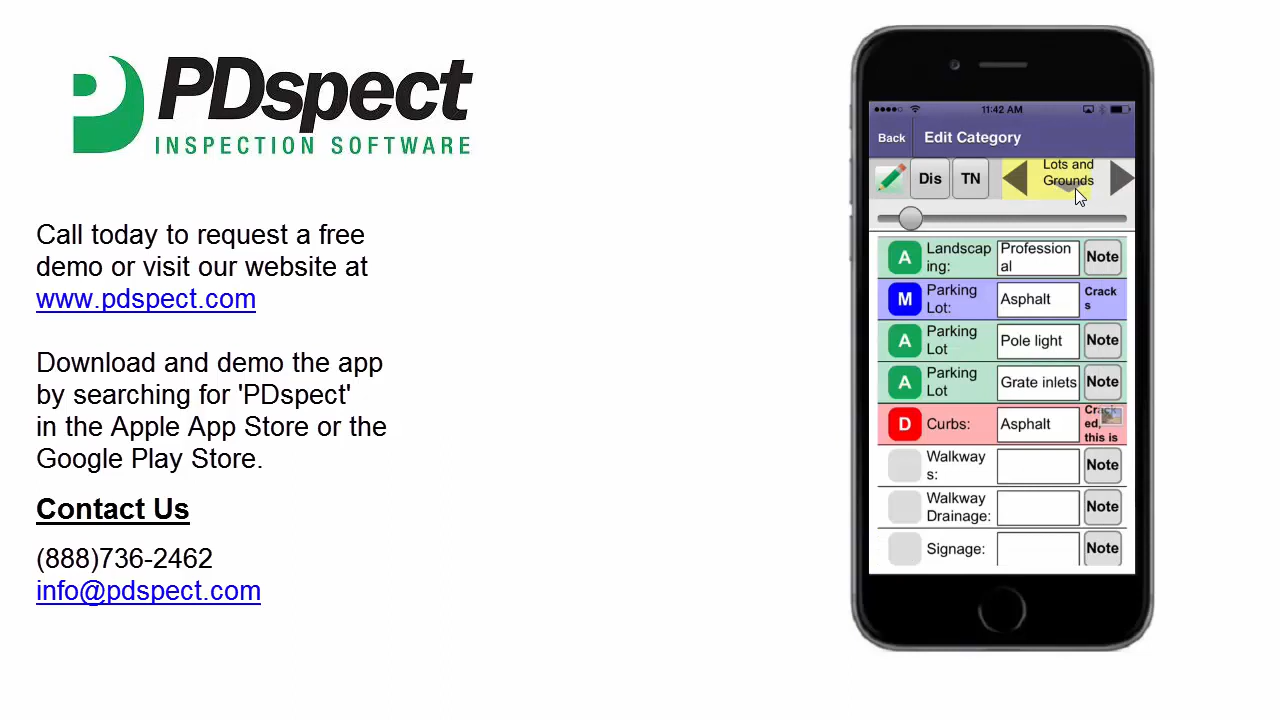 PDspect
INSPECTION SOFTWARE
Call today to request a free
demo or visit our website at
www.pdspect.com
Download and demo the app
by searching for 'PDspect'
in the Apple App Store or the
Google Play Store.
Contact Us
(888)736-2462
info@pdspect.com
11:42 AM
Back
Edit Category
Dis
TN
Lots and
Grounds
A
Landscap
ing:
Profession
al
Note
M
Parking
Lot:
Asphalt
Crack
s
A
Parking
Lot
Pole light
Note
A
Parking
Lot
Grate inlets
Note
D
Curbs:
Asphalt
Crack
ed,
this is
Walkway
s:
Note
Walkway
Drainage:
Note
Signage:
Note